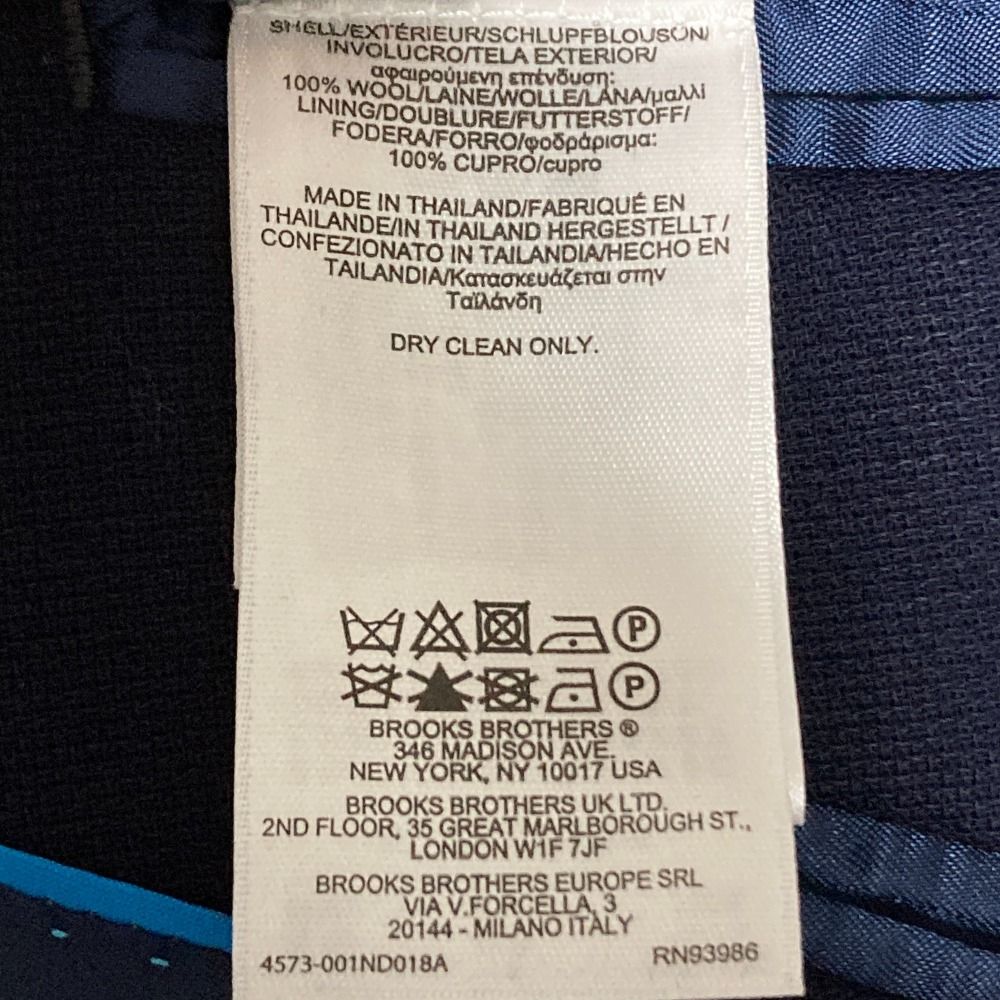 SHELL/EXTÉRIEUR/SCHLUPFBLOUSON/
INVOLUCRO/TELA EXTERIOR/
αφαιρούμενη επένδυση:
100% WOOL/LAINE/WOLLE/LANA/μαλλί
LINING/DOUBLURE/FUTTERSTOFF/
FODERA/FORRO/φοδράρισμα:
100% CUPRO/cupro
MADE IN THAILAND/FABRIQUÉ EN
THAILANDE/IN THAILAND HERGESTELLT /
CONFEZIONATO IN TAILANDIA/HECHO EN
TAILANDIA/Κατασκευάζεται στην
Ταϊλάνδη
DRY CLEAN ONLY.
P
P
BROOKS BROTHERS ®
346 MADISON AVE.
NEW YORK, NY 10017 USA
BROOKS BROTHERS UK LTD.
2ND FLOOR, 35 GREAT MARLBOROUGH ST.,
LONDON W1F 7JF
BROOKS BROTHERS EUROPE SRL
VIA V.FORCELLA, 3
20144 - MILANO ITALY
4573-001ND018A
RN93986